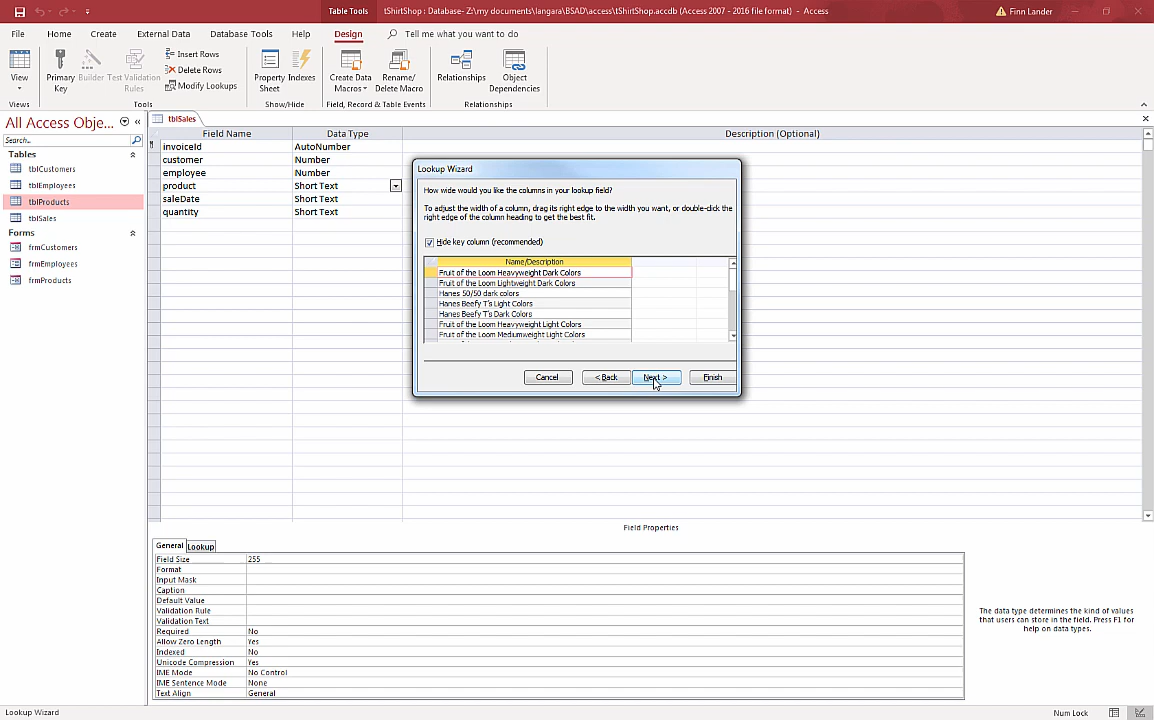 Table Tools
tShirtShop : Database- Z:\my documents\langara\BSAD\access\tShirtShop.accdb (Access 2007 - 2016 file format) - Access
Finn Lander
File
Home
Create
External Data
Database Tools
Help
Design
Tell me what you want to do
View
Primary Key
Builder
Test Validation Rules
Insert Rows
Delete Rows
Modify Lookups
Property Sheet
Indexes
Create Data Macros
Rename/ Delete Macro
Relationships
Object Dependencies
Views
Tools
Show/Hide
Field, Record & Table Events
Relationships
All Access Obje...
Search...
Tables
tblCustomers
tblEmployees
tblProducts
tblSales
Forms
frmCustomers
frmEmployees
frmProducts
tblSales
Field Name Data Type Description (Optional)
invoiceId AutoNumber
customer Number
employee Number
product Short Text
saleDate Short Text
quantity Short Text
Lookup Wizard
How wide would you like the columns in your lookup field?
To adjust the width of a column, drag its right edge to the width you want, or double-click the
right edge of the column heading to get the best fit.
Hide key column (recommended)
Name/Description
Fruit of the Loom Heavyweight Dark Colors
Fruit of the Loom Lightweight Dark Colors
Hanes 50/50 dark colors
Hanes Beefy T's Light Colors
Hanes Beefy T's Dark Colors
Fruit of the Loom Heavyweight Light Colors
Fruit of the Loom Mediumweight Light Colors
Cancel
< Back
Next >
Finish
Field Properties
General Lookup
Field Size 255
Format
Input Mask
Caption
Default Value
Validation Rule
Validation Text
Required No
Allow Zero Length Yes
Indexed No
Unicode Compression Yes
IME Mode No Control
IME Sentence Mode None
Text Align General
The data type determines the kind of values
that users can store in the field. Press F1 for
help on data types.
Lookup Wizard
Num Lock